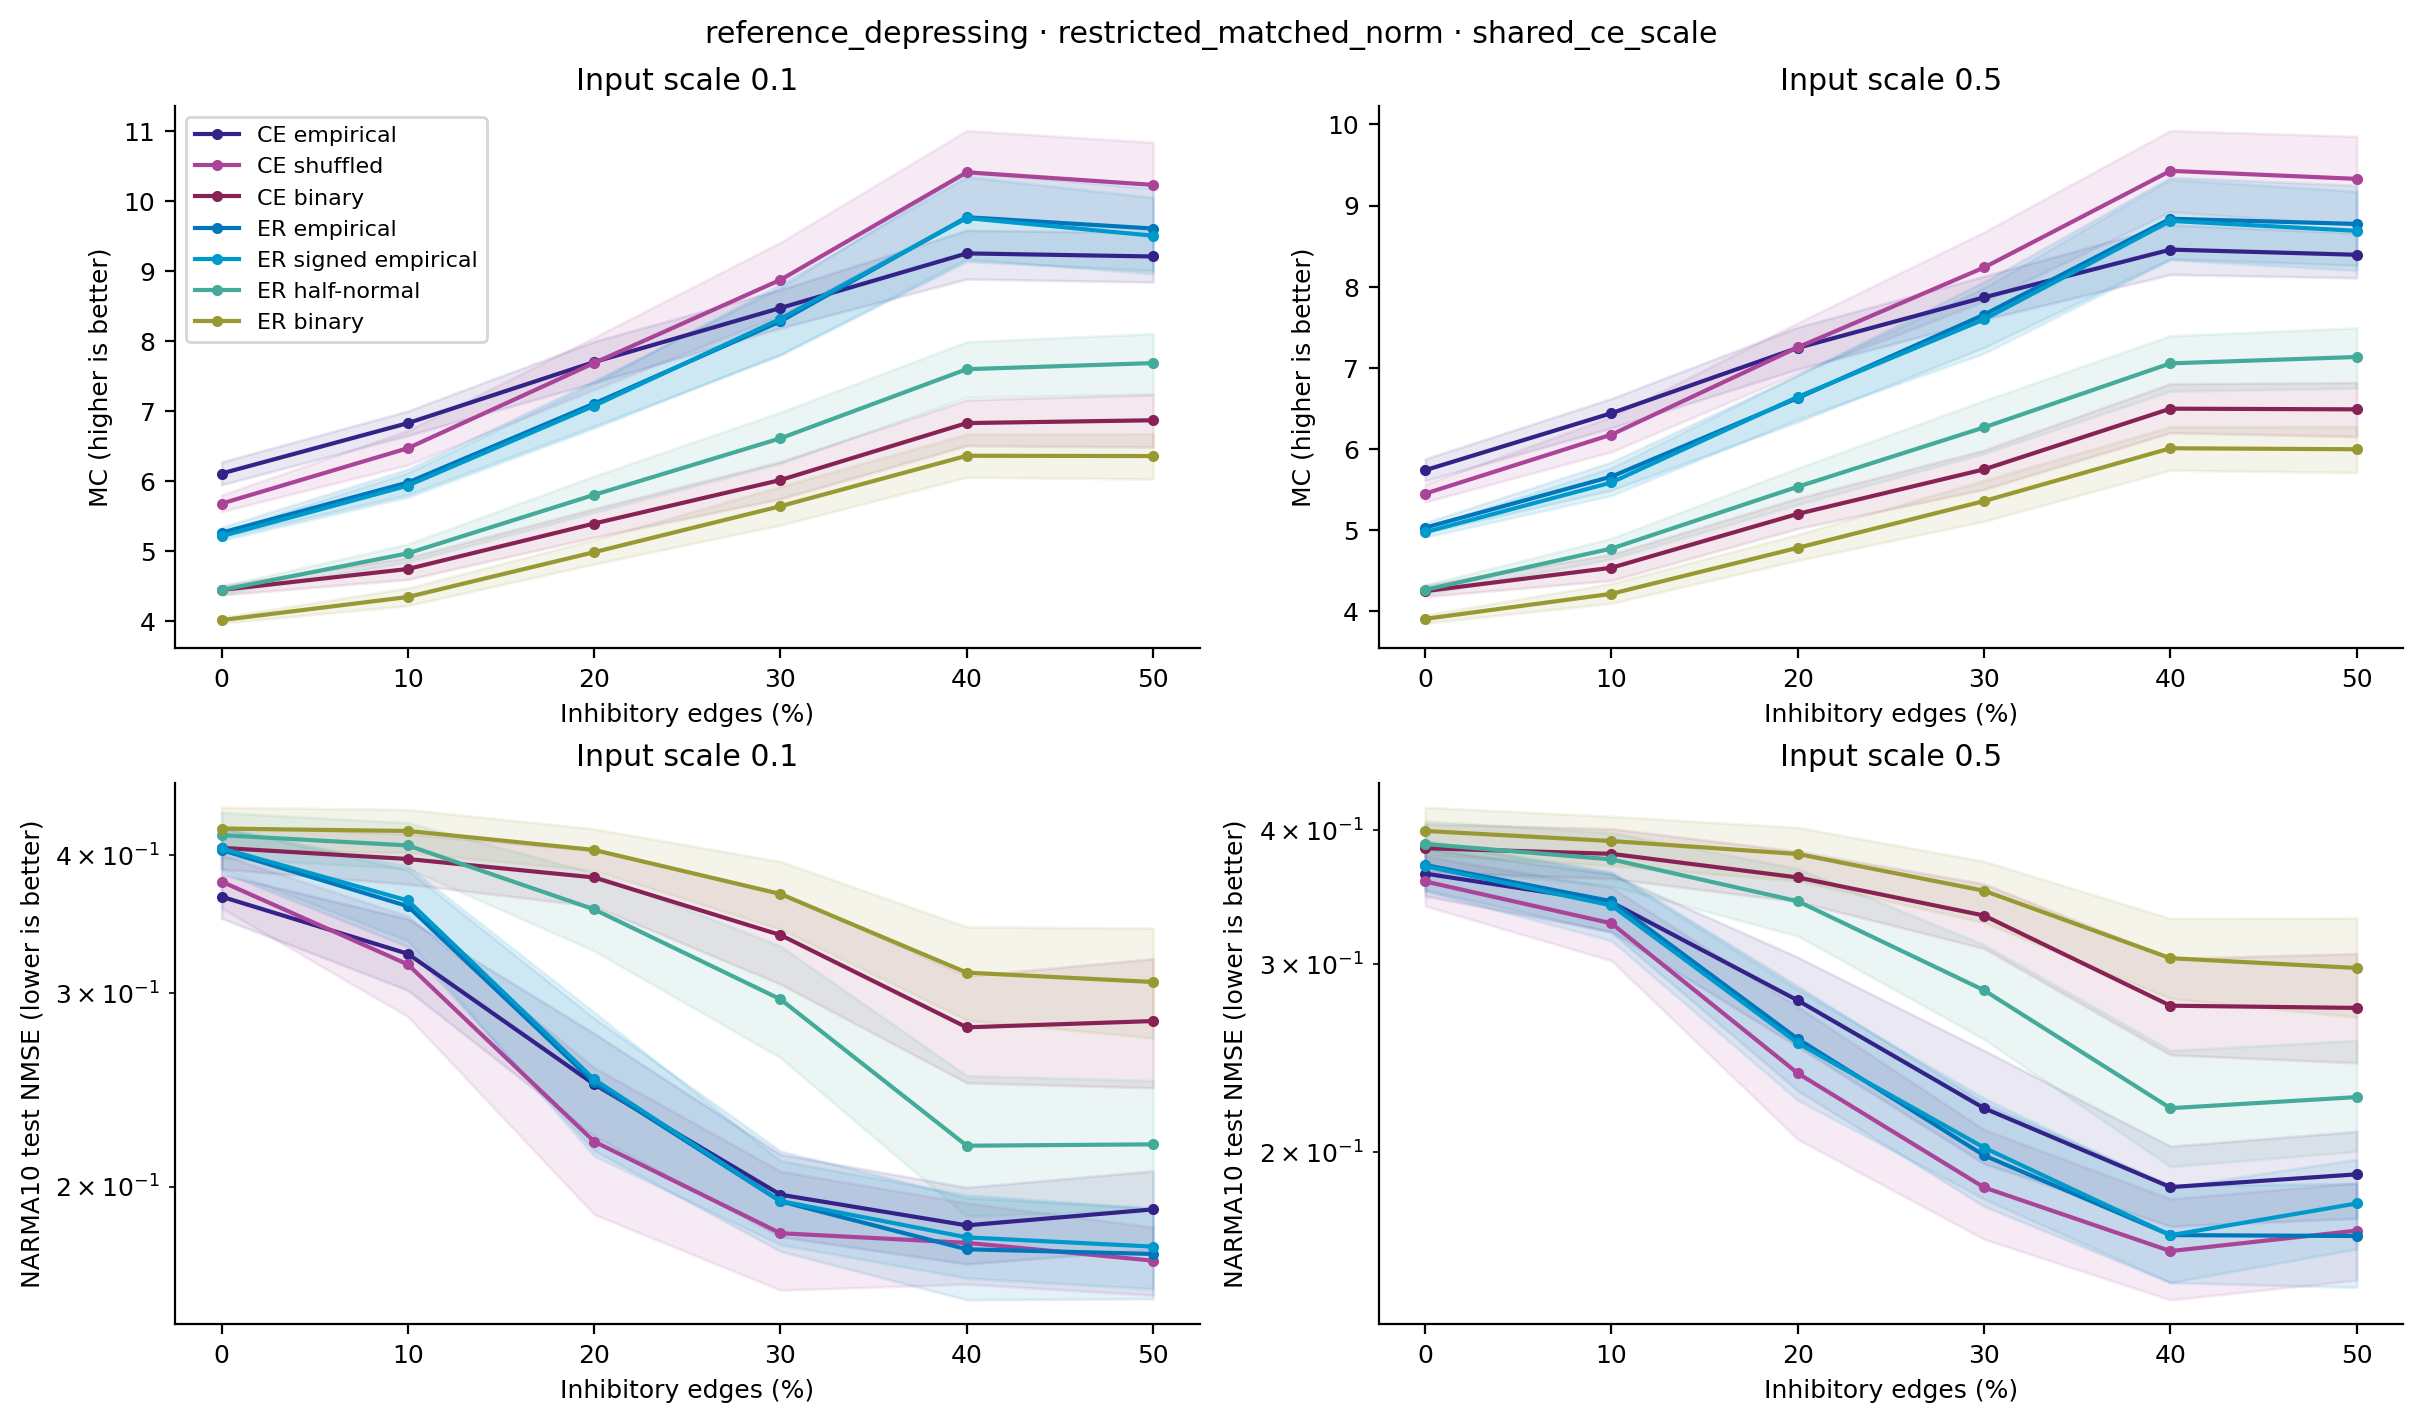 reference_depressing · restricted_matched_norm · shared_ce_scale
Input scale 0.1
MC (higher is better)
11
10
9
8
7
6
5
4
CE empirical
CE shuffled
CE binary
ER empirical
ER signed empirical
ER half-normal
ER binary
0 10 20 30 40 50
Inhibitory edges (%)
Input scale 0.5
MC (higher is better)
10
9
8
7
6
5
4
0 10 20 30 40 50
Inhibitory edges (%)
Input scale 0.1
NARMA10 test NMSE (lower is better)
4 × 10⁻¹
3 × 10⁻¹
2 × 10⁻¹
0 10 20 30 40 50
Inhibitory edges (%)
Input scale 0.5
NARMA10 test NMSE (lower is better)
4 × 10⁻¹
3 × 10⁻¹
2 × 10⁻¹
0 10 20 30 40 50
Inhibitory edges (%)